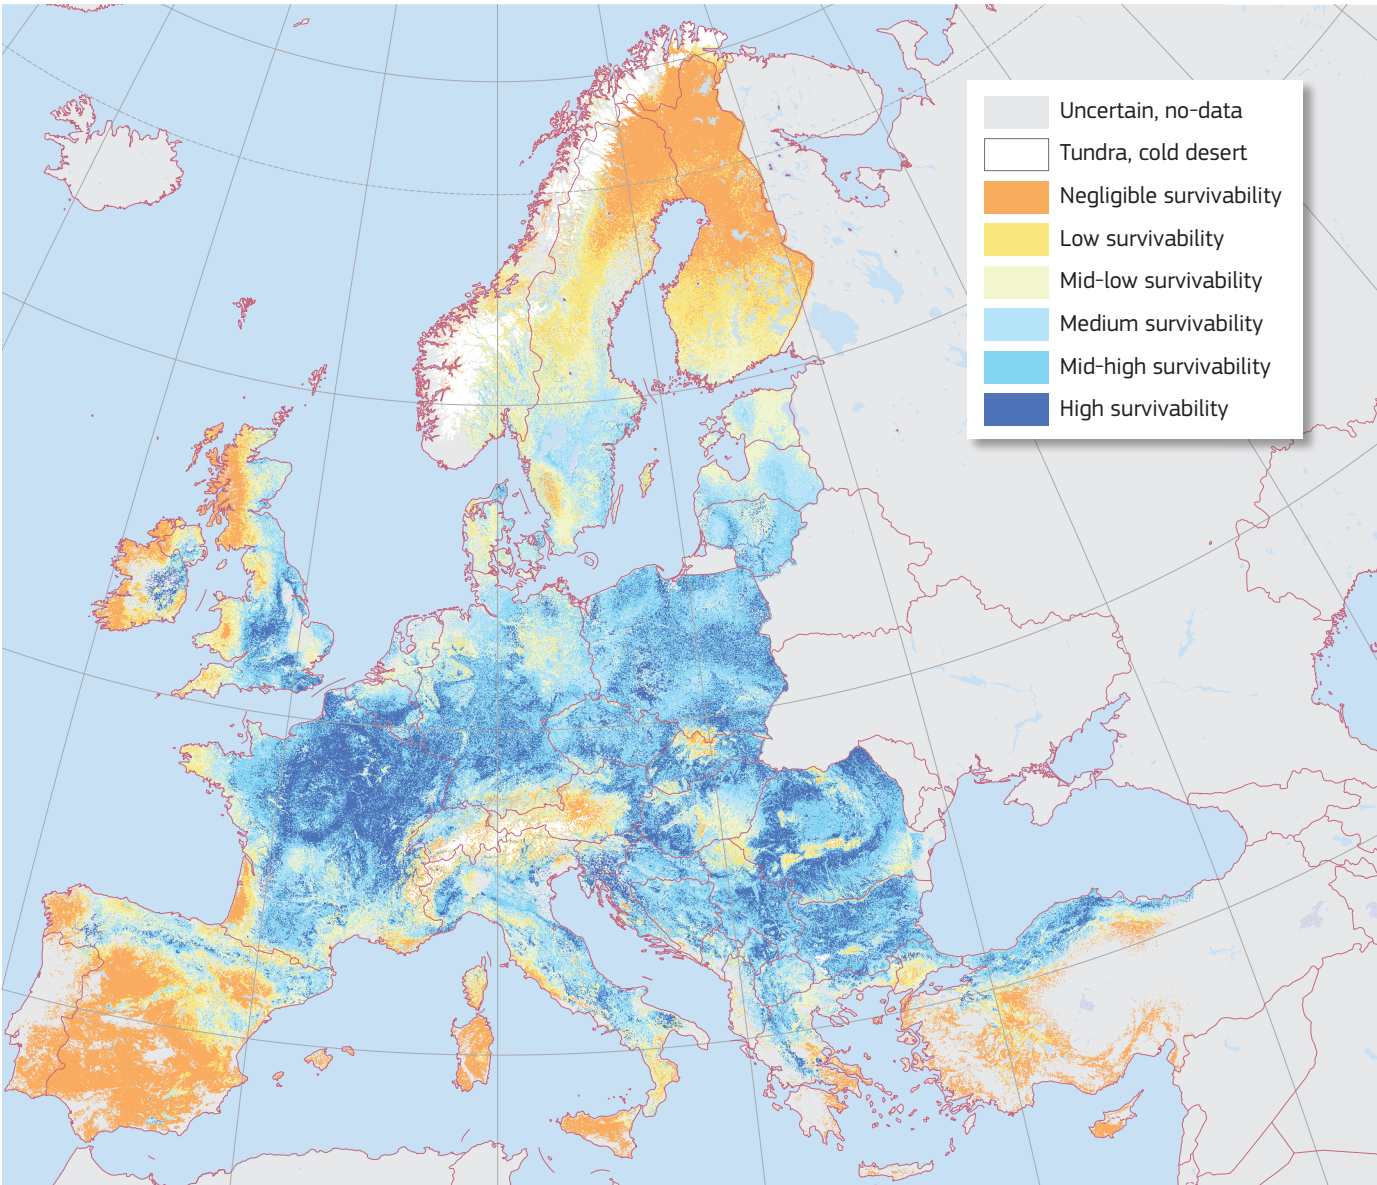 Uncertain, no-data
Tundra, cold desert
Negligible survivability
Low survivability
Mid-low survivability
Medium survivability
Mid-high survivability
High survivability